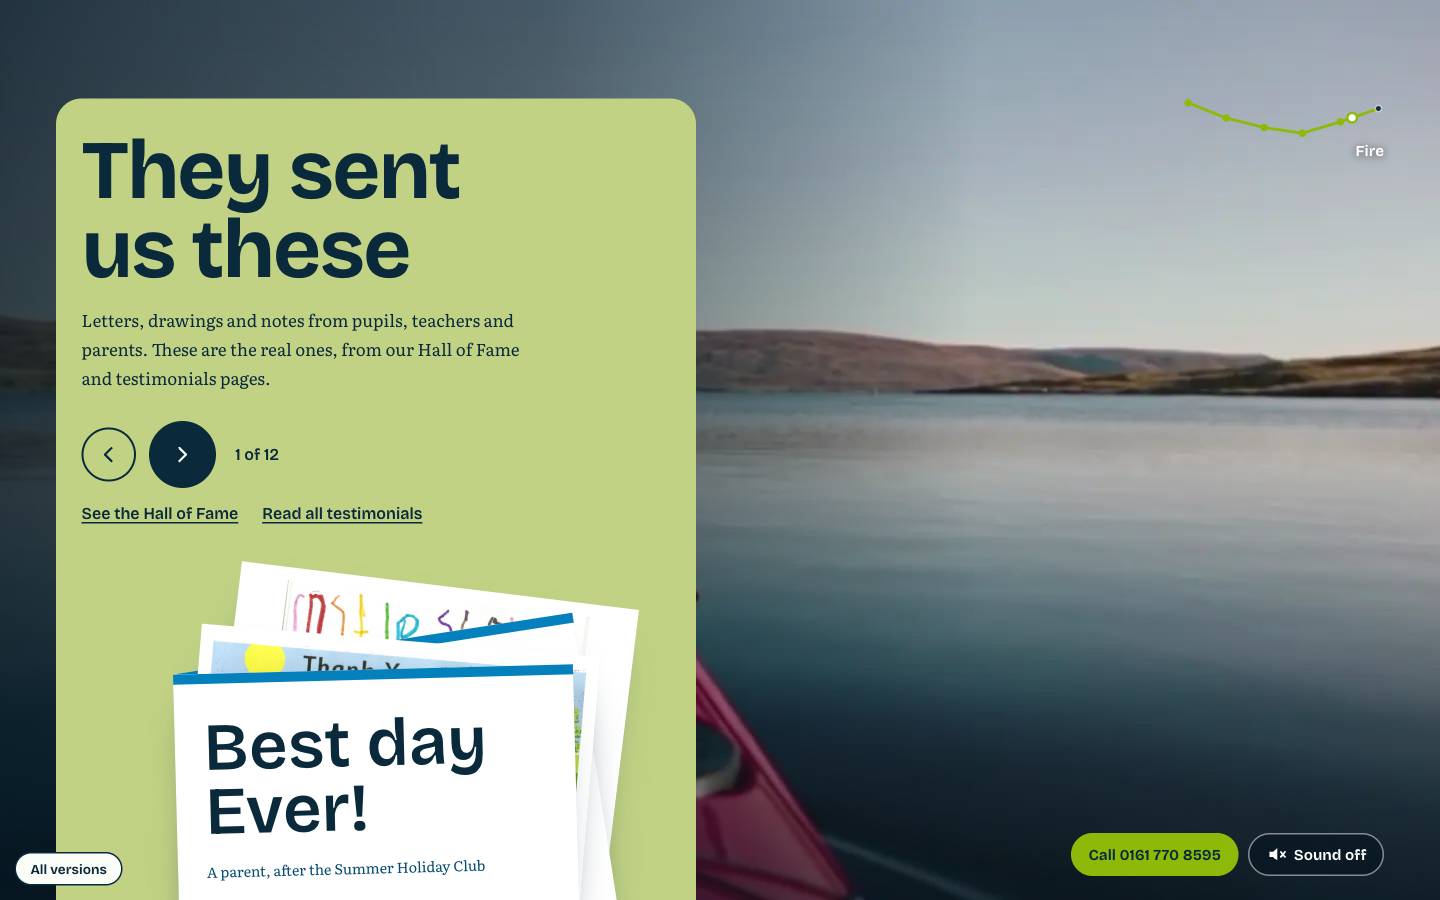 They sent
us these
Fire
Letters, drawings and notes from pupils, teachers and
parents. These are the real ones, from our Hall of Fame
and testimonials pages.
1 of 12
See the Hall of Fame
Read all testimonials
Thank
Best day
Ever!
A parent, after the Summer Holiday Club
All versions
Call 0161 770 8595
Sound off